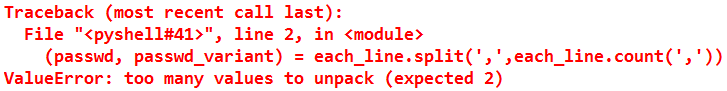 Traceback (most recent call last):
  File "<pyshell#41>", line 2, in <module>
    (passwd, passwd_variant) = each_line.split(',',each_line.count(','))
ValueError: too many values to unpack (expected 2)